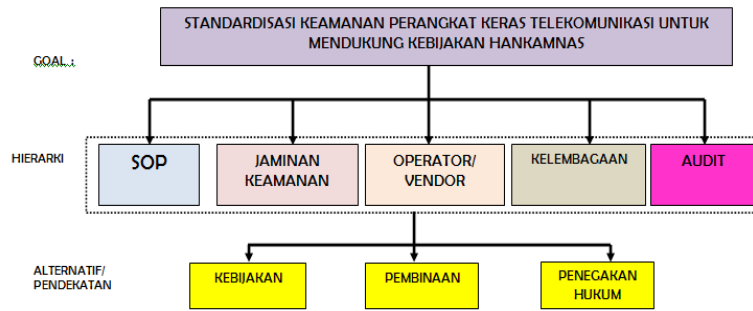 STANDARDISASI KEAMANAN PERANGKAT KERAS TELEKOMUNIKASI UNTUK
MENDUKUNG KEBIJAKAN HANKAMNAS
GOAL :
HIERARKI
SOP
JAMINAN
KEAMANAN
OPERATOR/
VENDOR
KELEMBAGAAN
AUDIT
ALTERNATIF/
PENDEKATAN
KEBIJAKAN
PEMBINAAN
PENEGAKAN
HUKUM